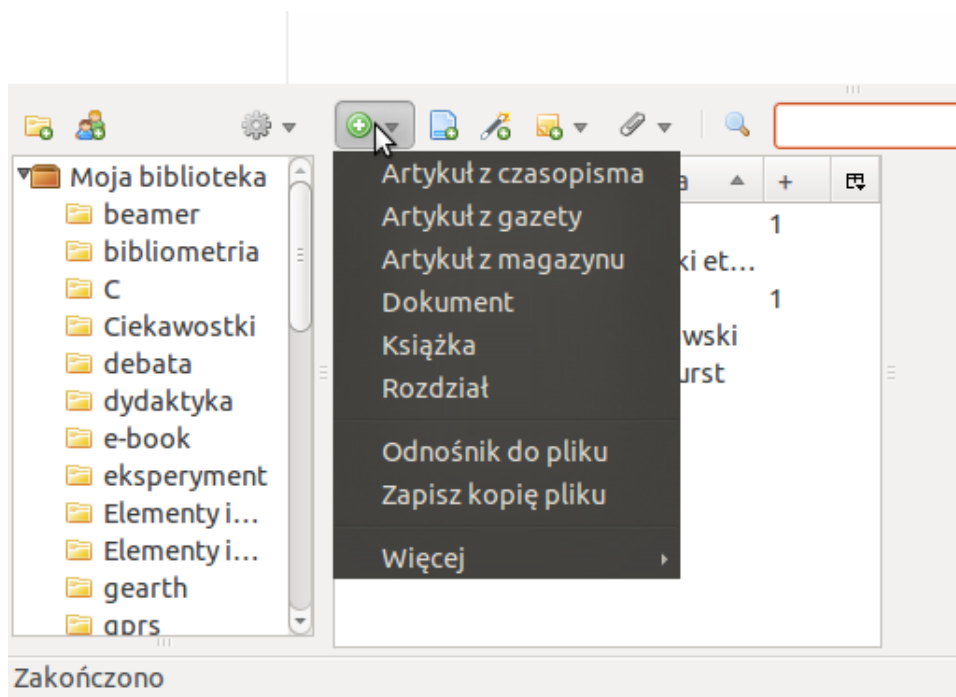 Moja biblioteka
beamer
bibliometria
C
Ciekawostki
debata
dydaktyka
e-book
eksperyment
Elementy i…
Elementy i…
gearth
gprs
Artykuł z czasopisma
Artykuł z gazety
Artykuł z magazynu
Dokument
Książka
Rozdział
Odnośnik do pliku
Zapisz kopię pliku
Więcej
a +
1
ki et…
1
wski
urst
Zakończono